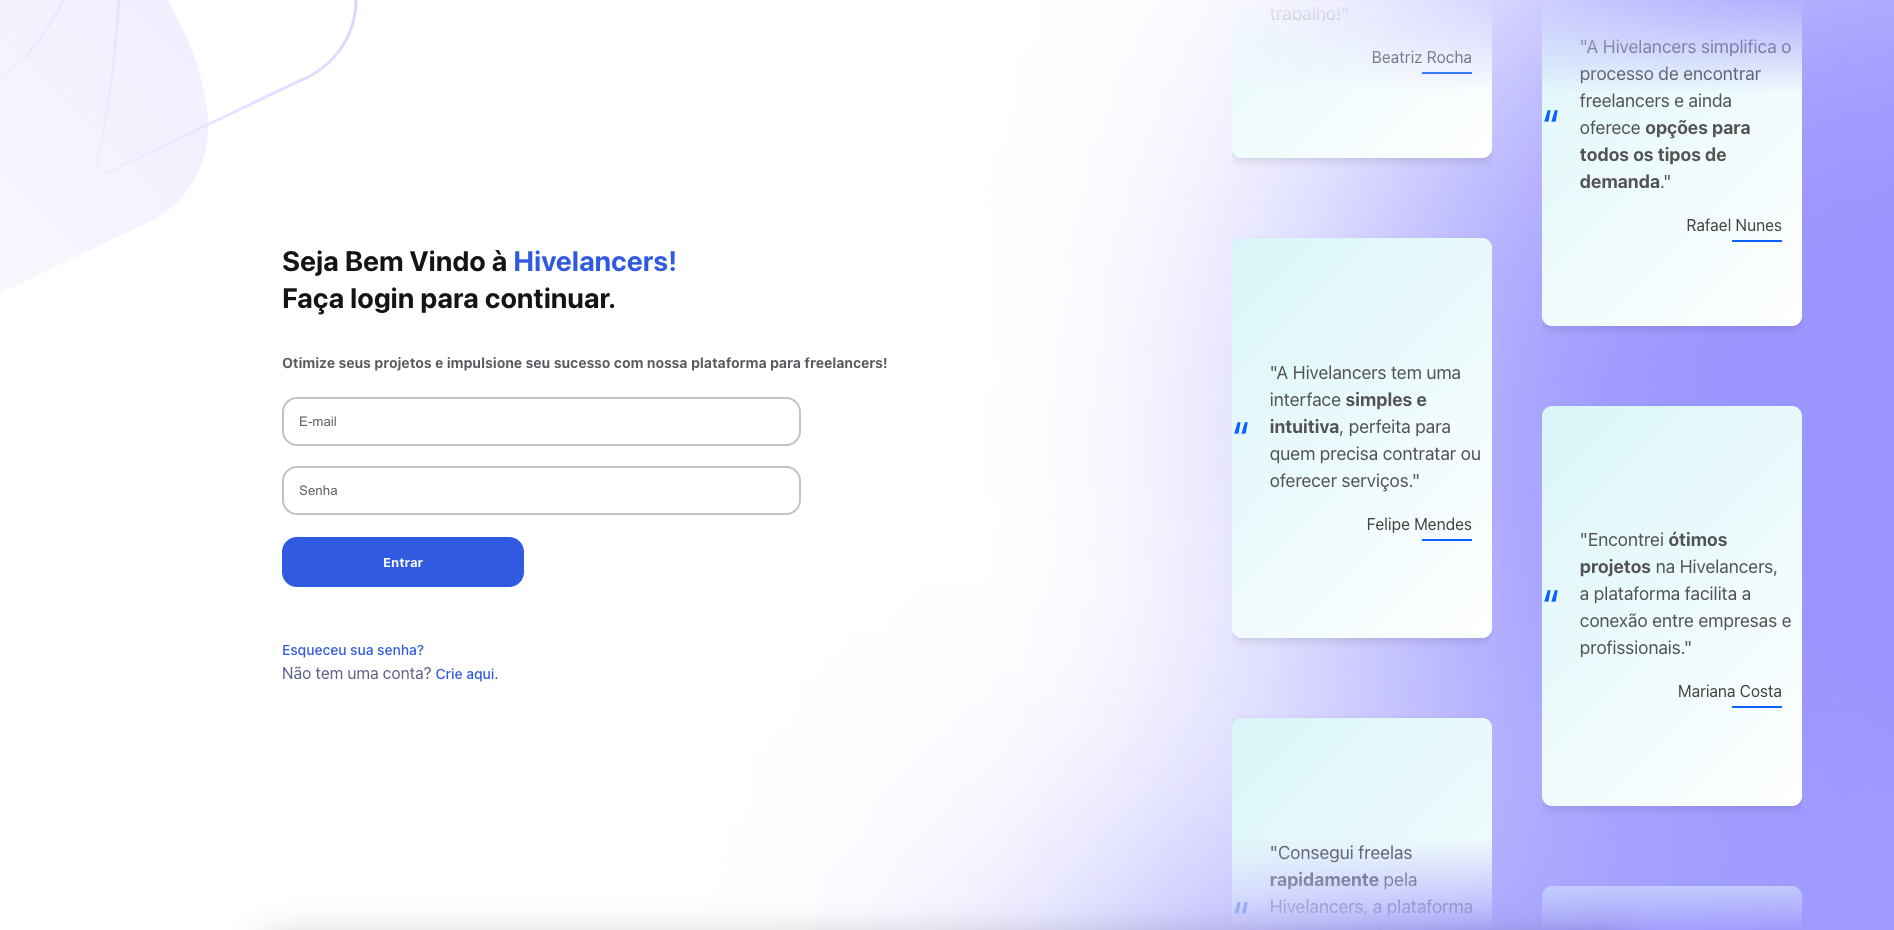 Seja Bem Vindo à Hivelancers!
Faça login para continuar.
Otimize seus projetos e impulsione seu sucesso com nossa plataforma para freelancers!
E-mail
Senha
Entrar
Esqueceu sua senha?
Não tem uma conta? Crie aqui.
trabalho!"
Beatriz Rocha
“
"A Hivelancers tem uma
interface simples e
intuitiva, perfeita para
quem precisa contratar ou
oferecer serviços."
Felipe Mendes
“
"Consegui freelas
rapidamente pela
Hivelancers, a plataforma
“
"A Hivelancers simplifica o
processo de encontrar
freelancers e ainda
oferece opções para
todos os tipos de
demanda."
Rafael Nunes
“
"Encontrei ótimos
projetos na Hivelancers,
a plataforma facilita a
conexão entre empresas e
profissionais."
Mariana Costa